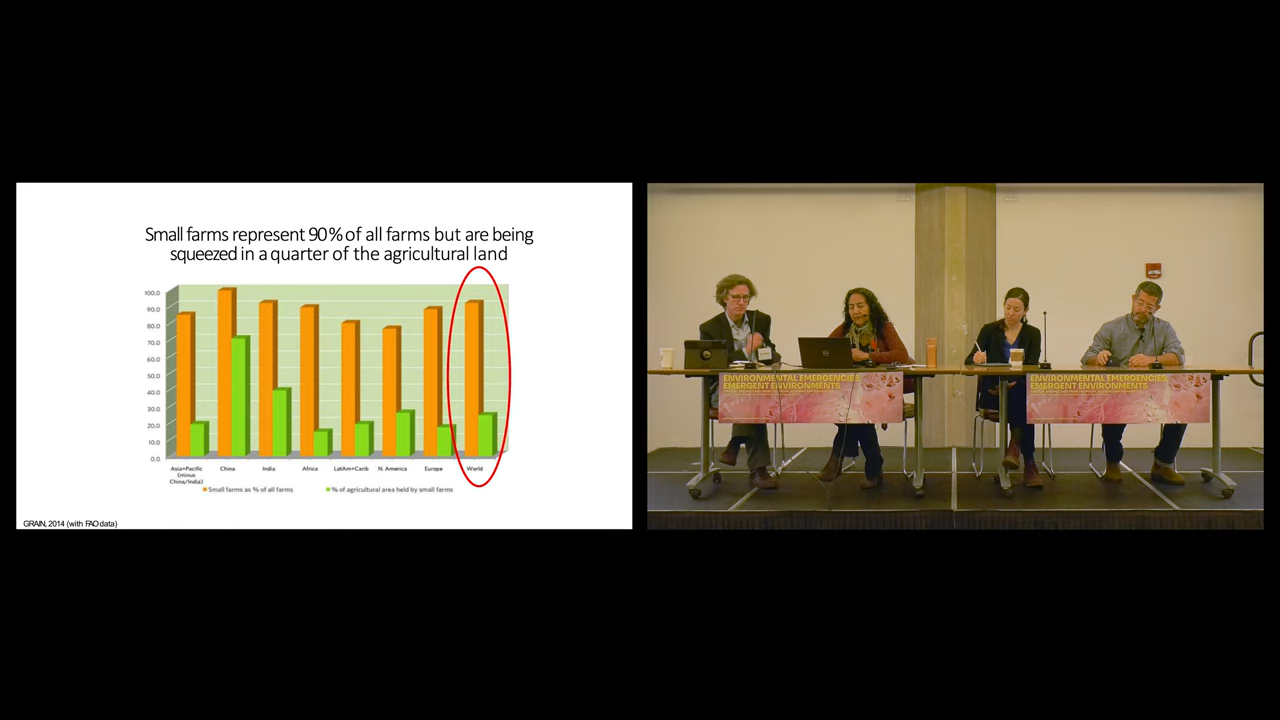 Small farms represent 90% of all farms but are being
squeezed in a quarter of the agricultural land
100.0
90.0
80.0
70.0
60.0
50.0
40.0
30.0
20.0
10.0
0.0
Asia+Pacific
(minus
China/India)
China
India
Africa
LatAm+Carib
N. America
Europe
World
Small farms as % of all farms
% of agricultural area held by small farms
GRAIN, 2014 (with FAO data)
ENVIRONMENTAL EMERGENCIES,
EMERGENT ENVIRONMENTS
ENVIRONMENTAL EMERGENCIES,
EMERGENT ENVIRONMENTS